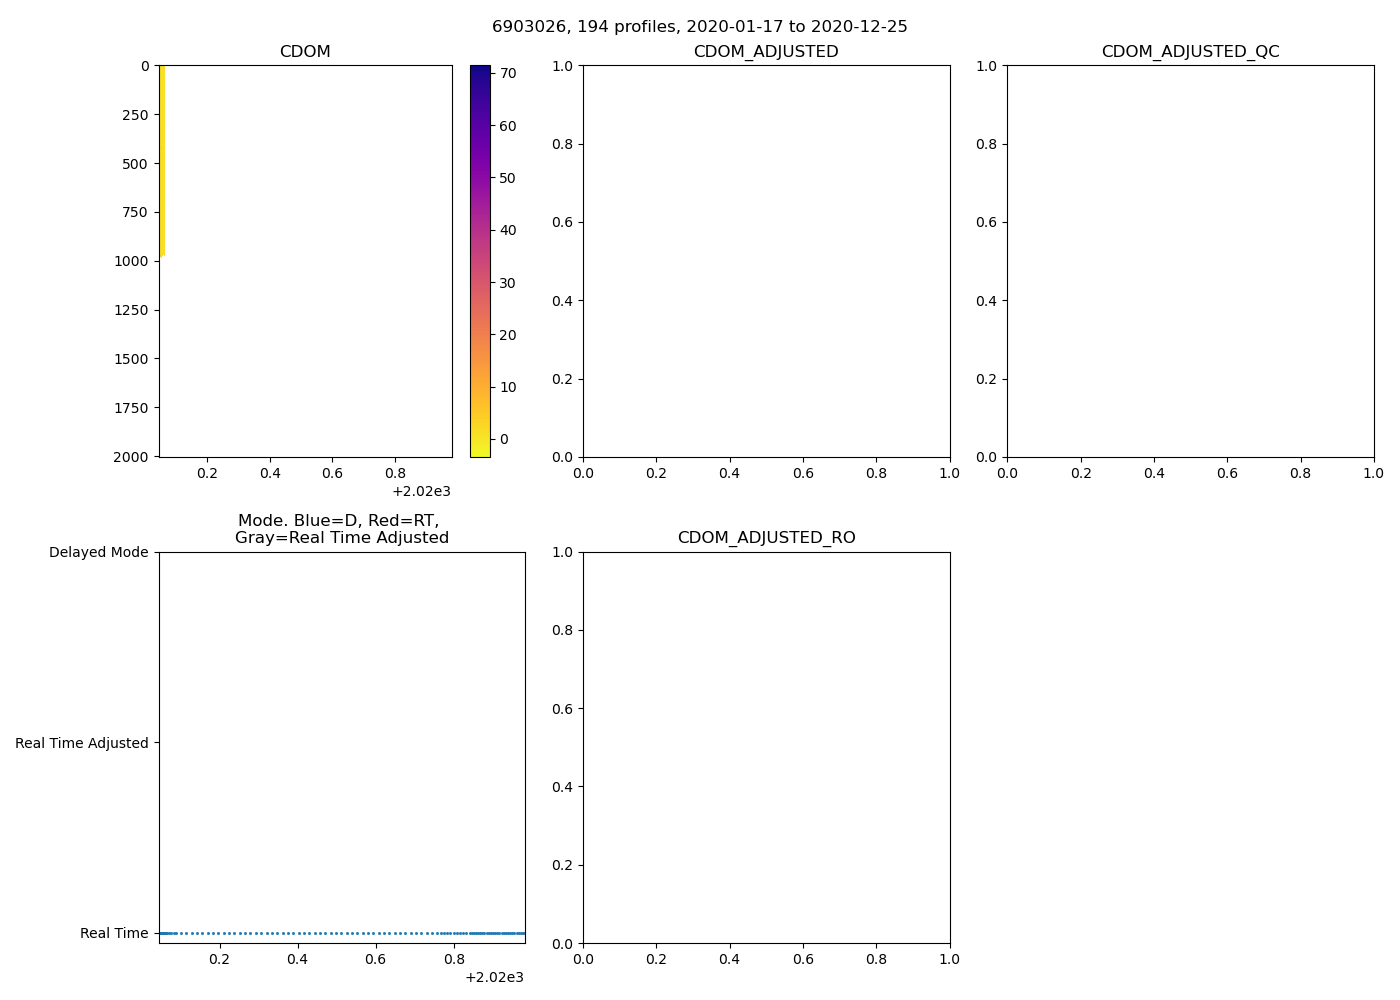 6903026, 194 profiles, 2020-01-17 to 2020-12-25
CDOM
0
250
500
750
1000
1250
1500
1750
2000
0.2 0.4 0.6 0.8
+2.02e3
70
60
50
40
30
20
10
0
CDOM_ADJUSTED
1.0
0.8
0.6
0.4
0.2
0.0
0.0 0.2 0.4 0.6 0.8 1.0
CDOM_ADJUSTED_QC
1.0
0.8
0.6
0.4
0.2
0.0
0.0 0.2 0.4 0.6 0.8 1.0
Mode. Blue=D, Red=RT,
Gray=Real Time Adjusted
Delayed Mode
Real Time Adjusted
Real Time
0.2 0.4 0.6 0.8
+2.02e3
CDOM_ADJUSTED_RO
1.0
0.8
0.6
0.4
0.2
0.0
0.0 0.2 0.4 0.6 0.8 1.0